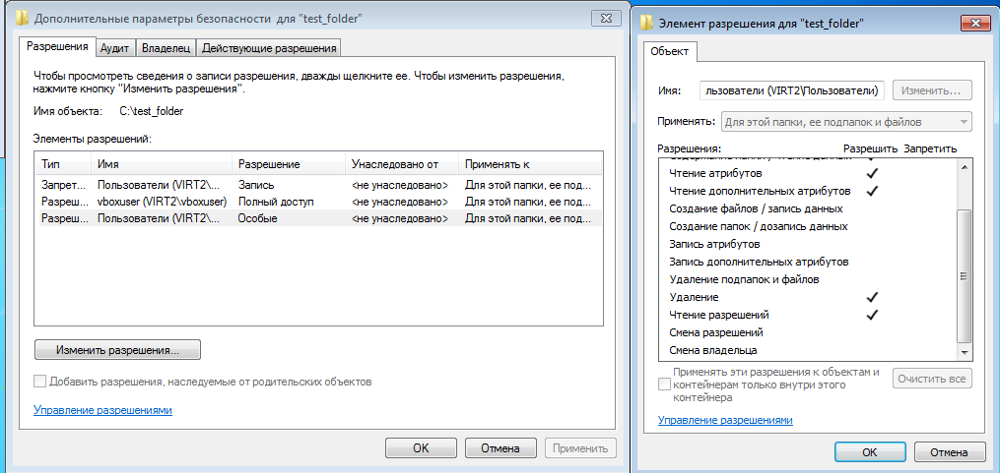 Дополнительные параметры безопасности для "test_folder"
Разрешения Аудит Владелец Действующие разрешения
Чтобы просмотреть сведения о записи разрешения, дважды щелкните ее. Чтобы изменить разрешения,
нажмите кнопку "Изменить разрешения".
Имя объекта: C:\test_folder
Элементы разрешений:
Тип Имя Разрешение Унаследовано от Применять к
Запрет... Пользователи (VIRT2\... Запись <не унаследовано> Для этой папки, ее под...
Разреш... vboxuser (VIRT2\vboxuser) Полный доступ <не унаследовано> Для этой папки, ее под...
Разреш... Пользователи (VIRT2\... Особые <не унаследовано> Для этой папки, ее под...
Изменить разрешения...
Добавить разрешения, наследуемые от родительских объектов
Управление разрешениями
ОК Отмена Применить
Элемент разрешения для "test_folder"
Объект
Имя: льзователи (VIRT2\Пользователи) Изменить...
Применять: Для этой папки, ее подпапок и файлов
Разрешения: Разрешить Запретить
Чтение атрибутов
Чтение дополнительных атрибутов
Создание файлов / запись данных
Создание папок / дозапись данных
Запись атрибутов
Запись дополнительных атрибутов
Удаление подпапок и файлов
Удаление
Чтение разрешений
Смена разрешений
Смена владельца
Применять эти разрешения к объектам и
контейнерам только внутри этого
контейнера
Очистить все
Управление разрешениями
ОК Отмена